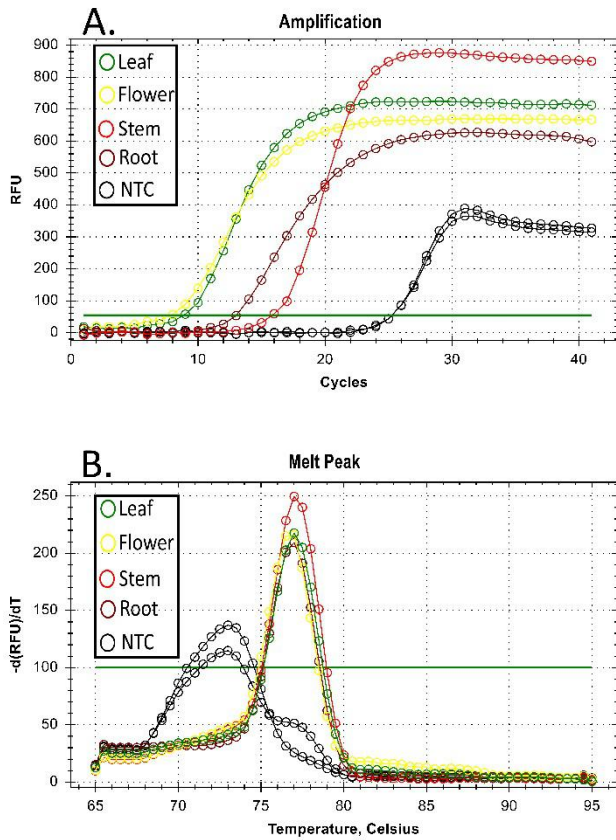 A.
Amplification
900
800
700
600
500
400
300
200
100
0
RFU
Leaf
Flower
Stem
Root
NTC
0 10 20 30 40
Cycles
B.
Melt Peak
250
200
150
100
50
0
-d(RFU)/dT
Leaf
Flower
Stem
Root
NTC
65 70 75 80 85 90 95
Temperature, Celsius